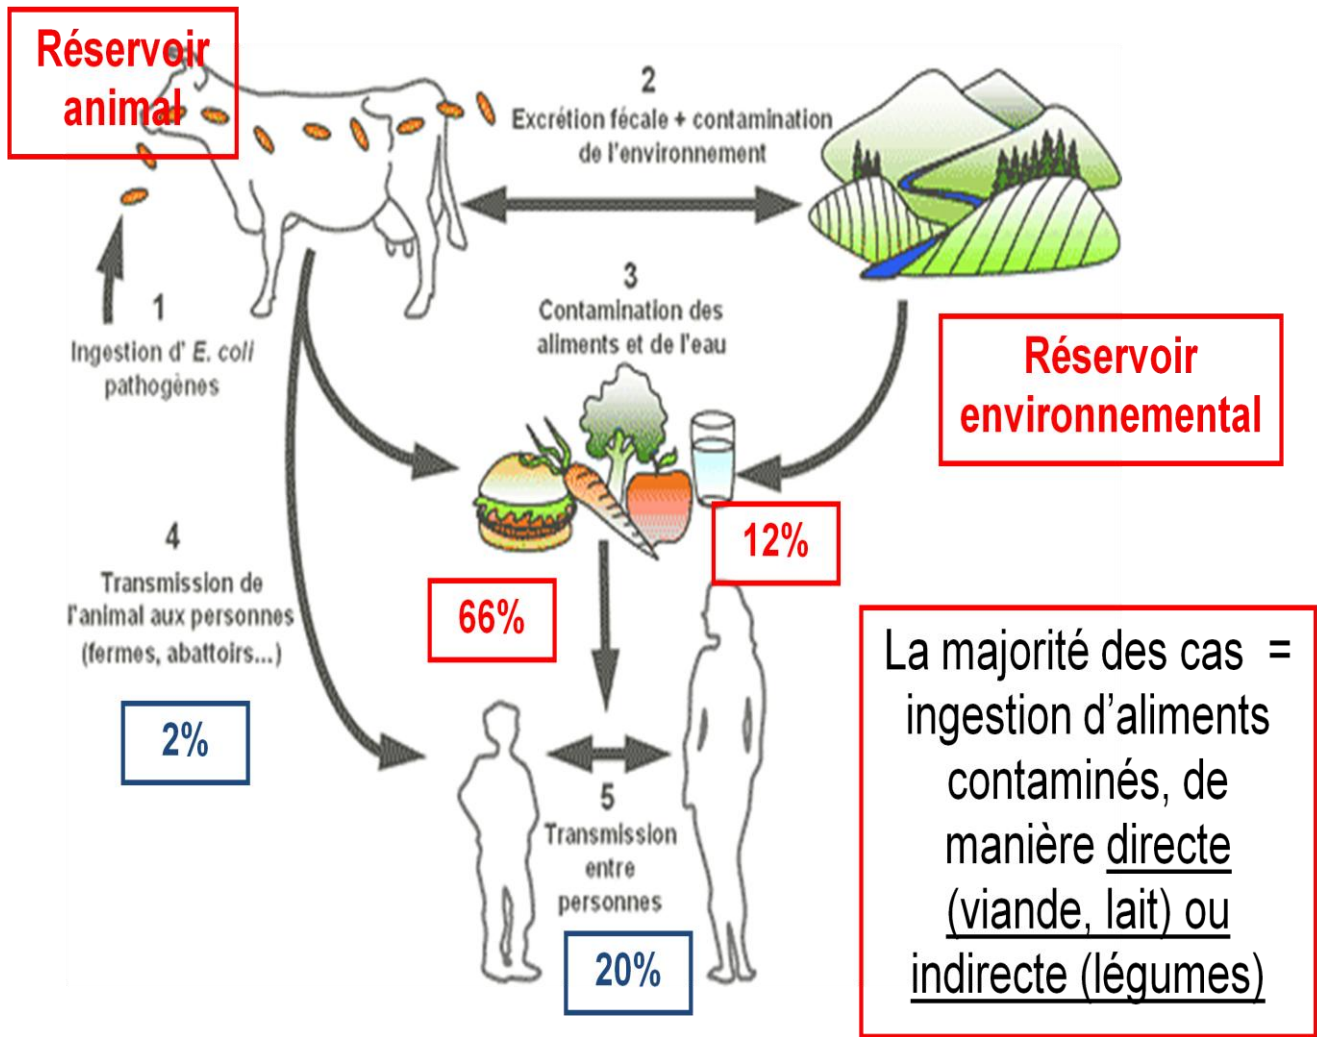 Réservoir
animal
2
Excrétion fécale + contamination
de l'environnement
1
Ingestion d' E. coli
pathogènes
3
Contamination des
aliments et de l'eau
Réservoir
environnemental
12%
66%
4
Transmission de
l'animal aux personnes
(fermes, abattoirs...)
2%
5
Transmission
entre
personnes
20%
La majorité des cas =
ingestion d’aliments
contaminés, de
manière directe
(viande, lait) ou
indirecte (légumes)